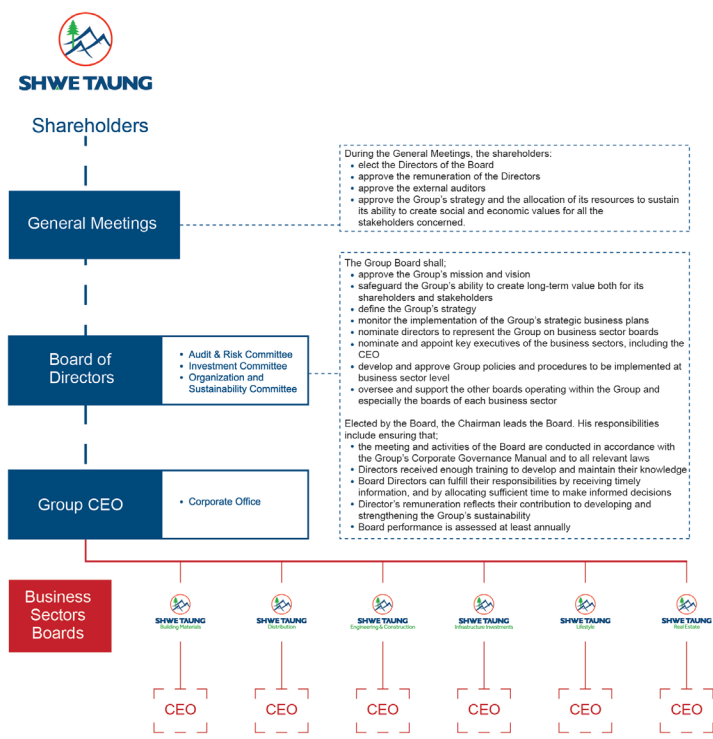 SHWE TAUNG
Shareholders
During the General Meetings, the shareholders:
• elect the Directors of the Board
• approve the remuneration of the Directors
• approve the external auditors
• approve the Group's strategy and the allocation of its resources to sustain
its ability to create social and economic values for all the
stakeholders concerned.
General Meetings
The Group Board shall;
• approve the Group's mission and vision
• safeguard the Group's ability to create long-term value both for its
shareholders and stakeholders
• define the Group's strategy
• monitor the implementation of the Group's strategic business plans
• nominate directors to represent the Group on business sector boards
• nominate and appoint key executives of the business sectors, including the
CEO
• develop and approve Group policies and procedures to be implemented at
business sector level
• oversee and support the other boards operating within the Group and
especially the boards of each business sector
Elected by the Board, the Chairman leads the Board. His responsibilities
include ensuring that;
• the meeting and activities of the Board are conducted in accordance with
the Group's Corporate Governance Manual and to all relevant laws
• Directors received enough training to develop and maintain their knowledge
• Board Directors can fulfill their responsibilities by receiving timely
information, and by allocating sufficient time to make informed decisions
• Director's remuneration reflects their contribution to developing and
strengthening the Group's sustainability
• Board performance is assessed at least annually
Board of
Directors
• Audit & Risk Committee
• Investment Committee
• Organization and
Sustainability Committee
Group CEO
• Corporate Office
Business
Sectors
Boards
SHWE TAUNG
Building Materials
SHWE TAUNG
Distribution
SHWE TAUNG
Engineering & Construction
SHWE TAUNG
Infrastructure Investments
SHWE TAUNG
Lifestyle
SHWE TAUNG
Real Estate
CEO
CEO
CEO
CEO
CEO
CEO